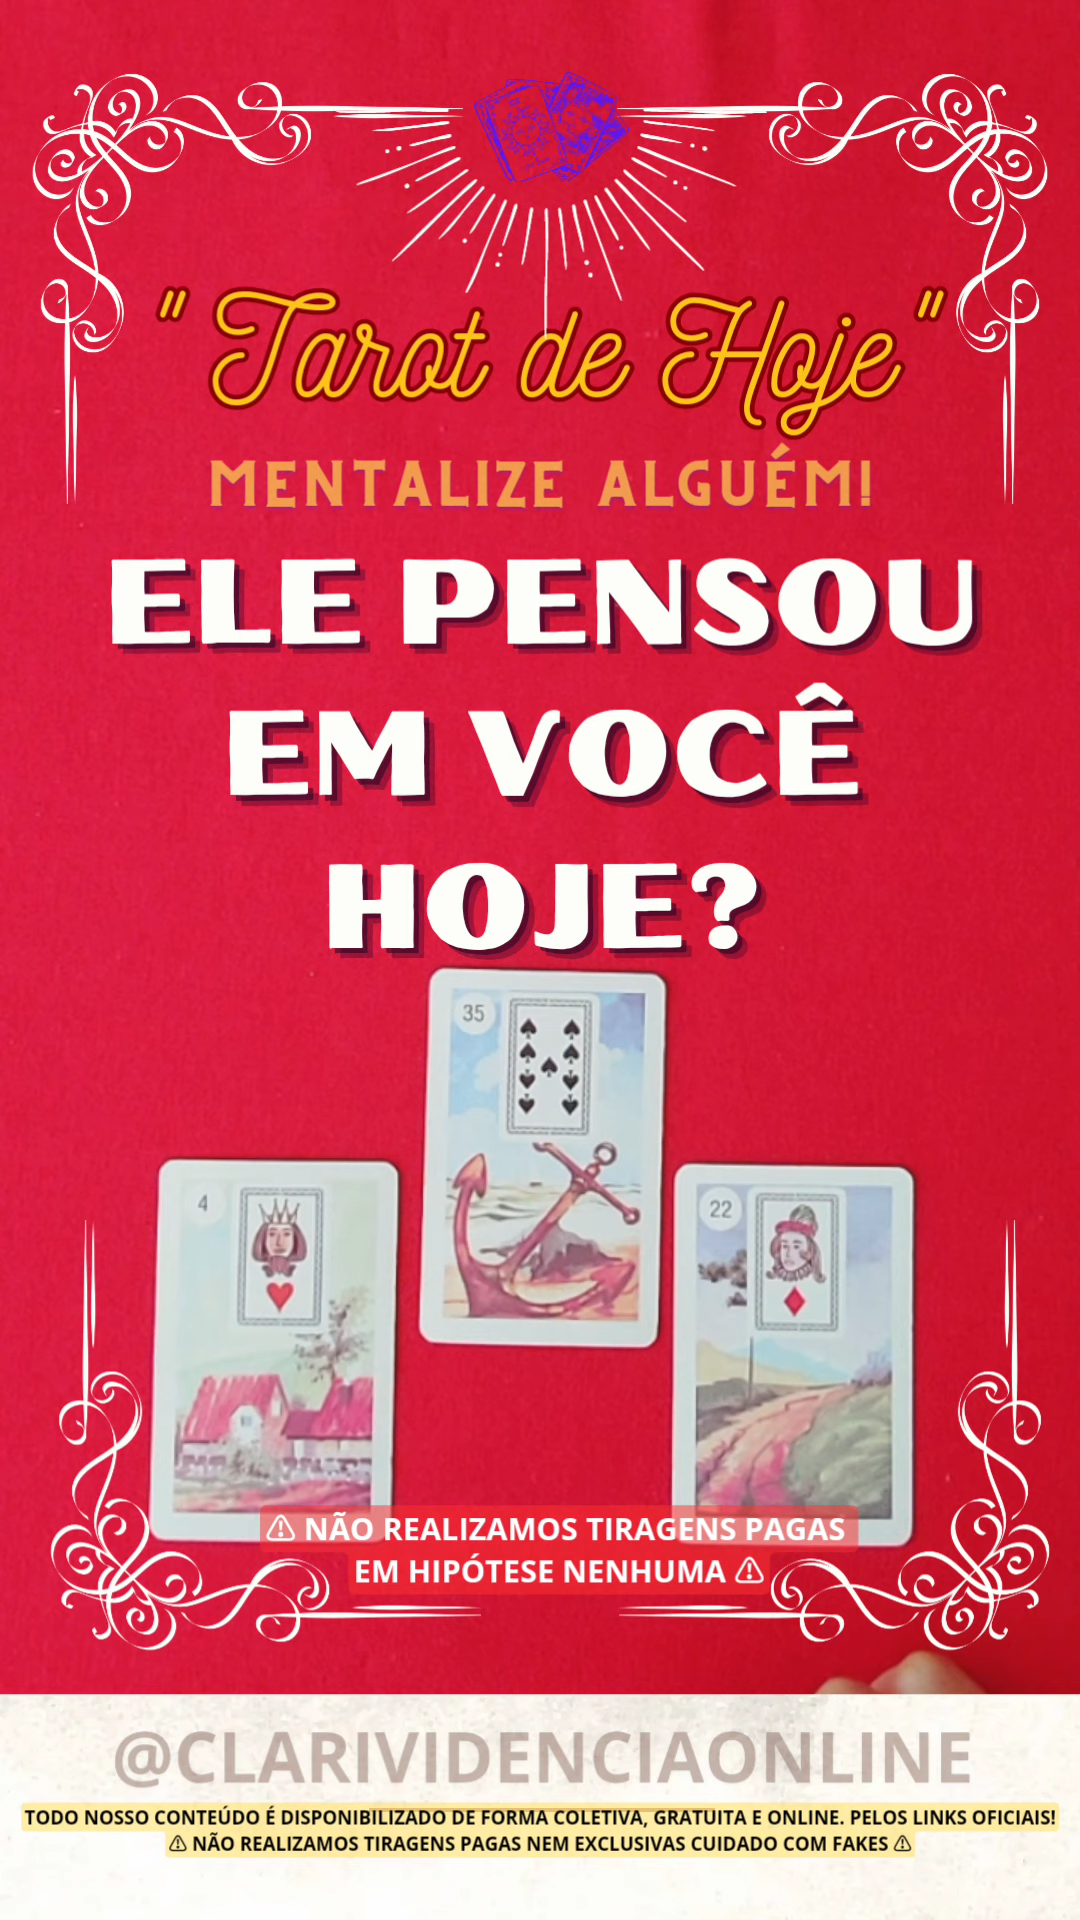 " Tarot de Hoje "
MENTALIZE ALGUÉM!
ELE PENSOU
EM VOCÊ
HOJE?
35
4
22
⚠ NÃO REALIZAMOS TIRAGENS PAGAS
EM HIPÓTESE NENHUMA ⚠
@CLARIVIDENCIAONLINE
TODO NOSSO CONTEÚDO É DISPONIBILIZADO DE FORMA COLETIVA, GRATUITA E ONLINE. PELOS LINKS OFICIAIS!
⚠ NÃO REALIZAMOS TIRAGENS PAGAS NEM EXCLUSIVAS CUIDADO COM FAKES ⚠